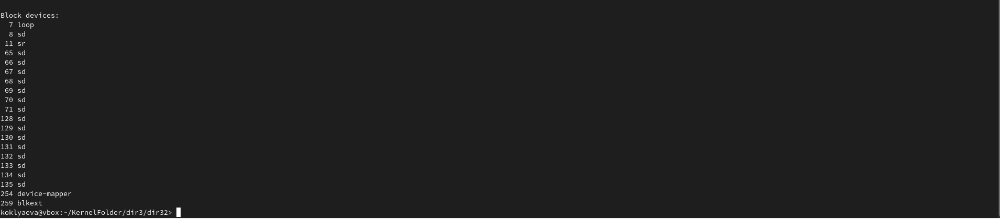 Block devices:
  7 loop
  8 sd
 11 sr
 65 sd
 66 sd
 67 sd
 68 sd
 69 sd
 70 sd
 71 sd
128 sd
129 sd
130 sd
131 sd
132 sd
133 sd
134 sd
135 sd
254 device-mapper
259 blkext
koklyaeva@vbox:~/KernelFolder/dir3/dir32>